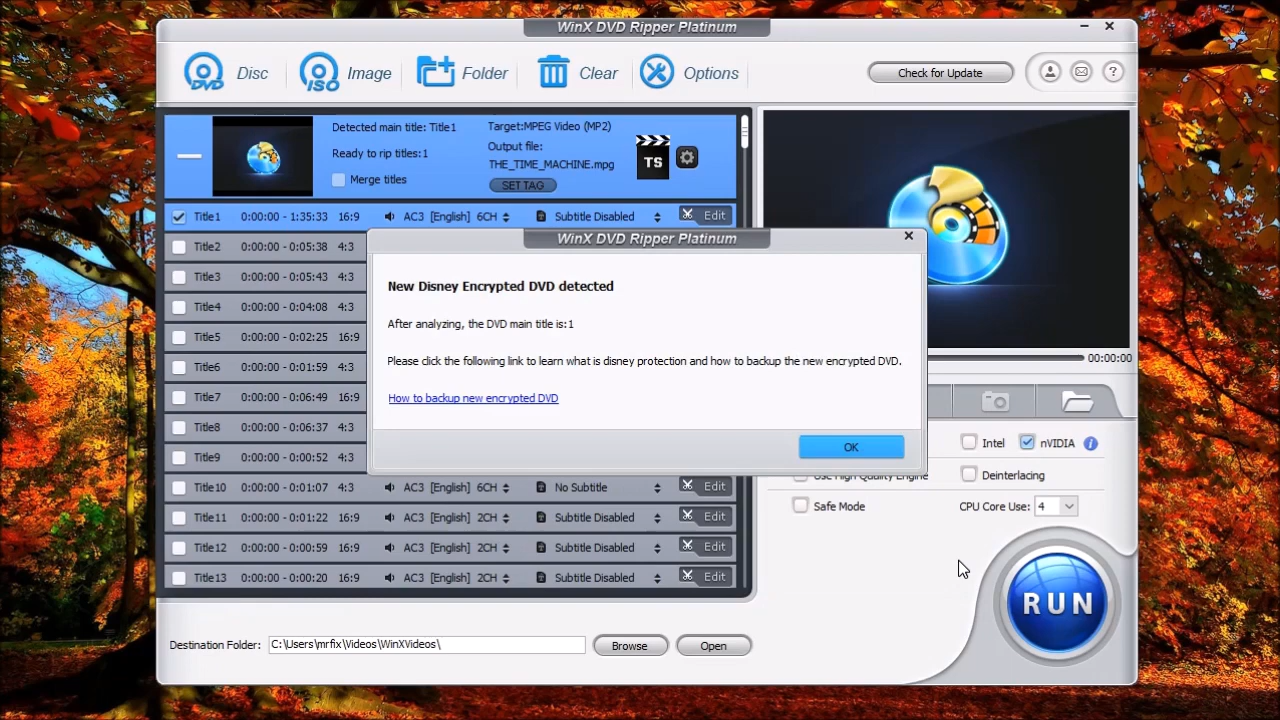 WinX DVD Ripper Platinum
DVD Disc
ISO Image
Folder
Clear
Options
Check for Update
?
Detected main title: Title1
Ready to rip titles:1
Merge titles
Target:MPEG Video (MP2)
Output file:
THE_TIME_MACHINE.mpg
SET TAG
TS
Title1 0:00:00 - 1:35:33 16:9 AC3 [English] 6CH Subtitle Disabled Edit
Title2 0:00:00 - 0:05:38 4:3
Title3 0:00:00 - 0:05:43 4:3
Title4 0:00:00 - 0:04:08 4:3
Title5 0:00:00 - 0:02:25 16:9
Title6 0:00:00 - 0:01:59 4:3
Title7 0:00:00 - 0:06:49 16:9
Title8 0:00:00 - 0:06:37 4:3
Title9 0:00:00 - 0:00:52 4:3
Title10 4:3 AC3 [English] 6CH No Subtitle Edit
Title11 0:00:00 - 0:01:22 16:9 AC3 [English] 2CH Subtitle Disabled Edit
Title12 0:00:00 - 0:00:59 16:9 AC3 [English] 2CH Subtitle Disabled Edit
Title13 0:00:00 - 0:00:20 16:9 AC3 [English] 2CH Subtitle Disabled Edit
WinX DVD Ripper Platinum
New Disney Encrypted DVD detected
After analyzing, the DVD main title is:1
Please click the following link to learn what is disney protection and how to backup the new encrypted DVD.
How to backup new encrypted DVD
OK
00:00:00
Intel
nVIDIA
Use High Quality Engine
Deinterlacing
Safe Mode
CPU Core Use: 4
RUN
Destination Folder: C:\Users\mrfix\Videos\WinXVideos\
Browse
Open